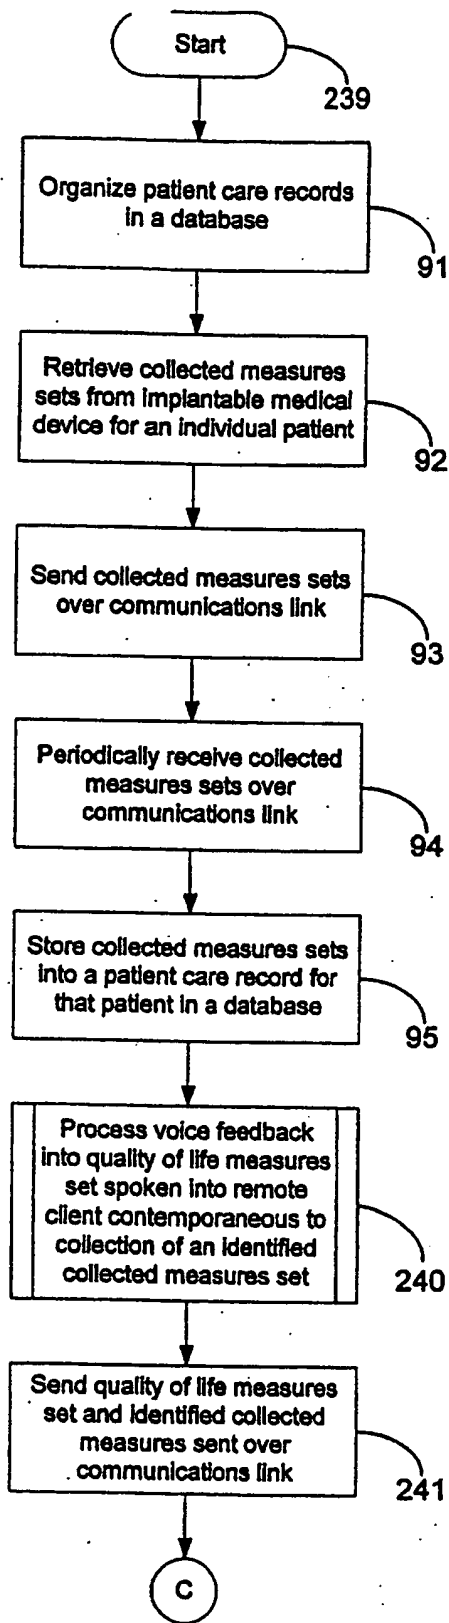 Start
239
Organize patient care records
in a database
91
Retrieve collected measures
sets from implantable medical
device for an individual patient
92
Send collected measures sets
over communications link
93
Periodically receive collected
measures sets over
communications link
94
Store collected measures sets
into a patient care record for
that patient in a database
95
Process voice feedback
into quality of life measures
set spoken into remote
client contemporaneous to
collection of an identified
collected measures set
240
Send quality of life measures
set and identified collected
measures sent over
communications link
241
C